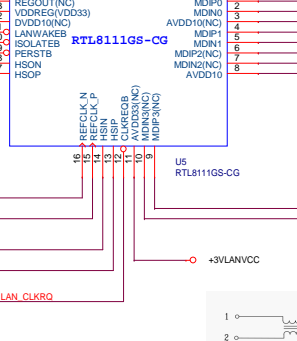 REGOUT(NC)
VDDREG(VDD33)
DVDD10(NC)
LANWAKEB
ISOLATEB
PERSTB
HSON
HSOP
RTL8111GS-CG
MDIP0
MDIN0
AVDD10(NC)
MDIP1
MDIN1
MDIP2(NC)
MDIN2(NC)
AVDD10
2
3
4
5
6
7
8
REFCLK_N
REFCLK_P
HSIN
HSIP
CLKREQB
AVDD33(NC)
MDIN3(NC)
MDIP3(NC)
16
15
14
13
12
11
10
9
U5
RTL8111GS-CG
+3VLANVCC
LAN_CLKRQ
1
2